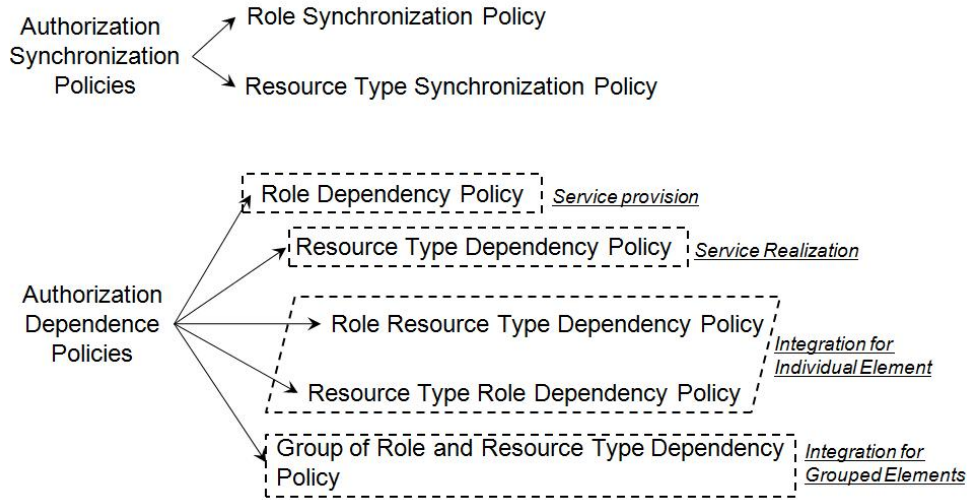 Authorization
Synchronization
Policies
Role Synchronization Policy
Resource Type Synchronization Policy
Authorization
Dependence
Policies
Role Dependency Policy
Service provision
Resource Type Dependency Policy
Service Realization
Role Resource Type Dependency Policy
Resource Type Role Dependency Policy
Integration for
Individual Element
Group of Role and Resource Type Dependency
Policy
Integration for
Grouped Elements